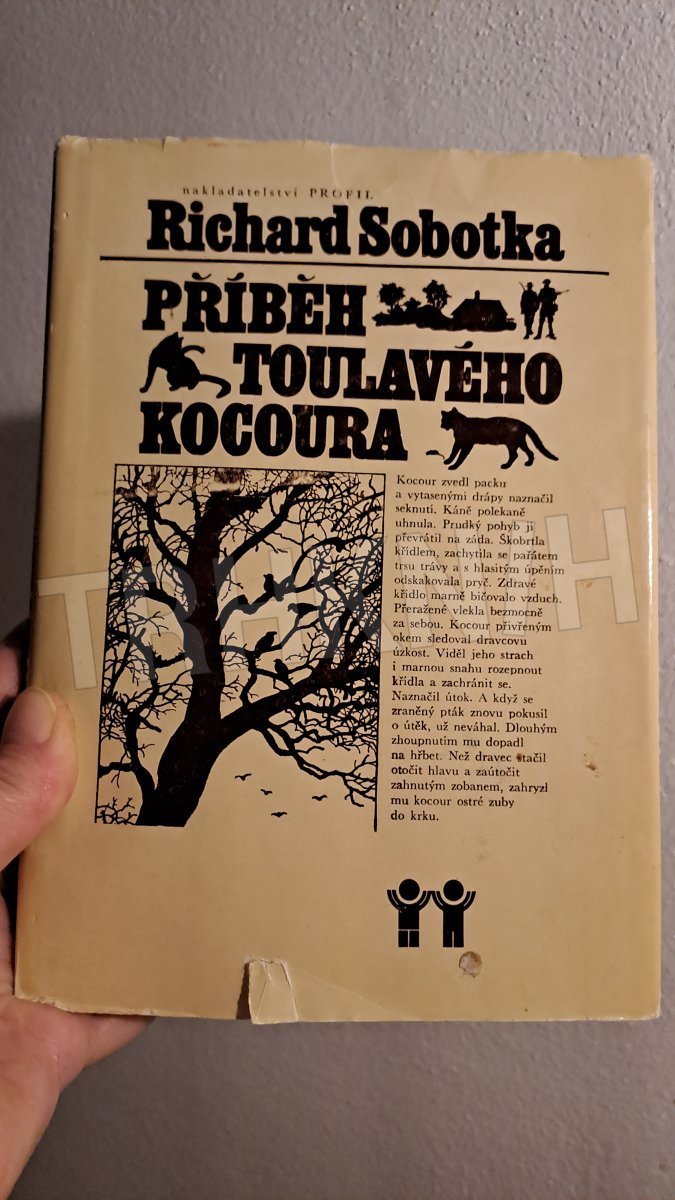 nakladatelství PROFIL
Richard Sobotka
PŘÍBĚH
TOULAVÉHO
KOCOURA
Kocour zvedl packu
a vytasenými drápy naznačil
seknutí. Káně polekaně
uhnula. Prudký pohyb ji
převrátil na záda. Škobrtla
křídlem, zachytila se pařátem
trsu trávy a s hlasitým úpěním
odskakovala pryč. Zdravé
křídlo marně bičovalo vzduch.
Přeražené vlekla bezmocně
za sebou. Kocour přivřeným
okem sledoval dravcovu
úzkost. Viděl jeho strach
i marnou snahu rozepnout
křídla a zachránit se.
Naznačil útok. A když se
zraněný pták znovu pokusil
o útěk, už neváhal. Dlouhým
zhoupnutím mu dopadl
na hřbet. Než dravec stačil
otočit hlavu a zaútočit
zahnutým zobanem, zahryzl
mu kocour ostré zuby
do krku.